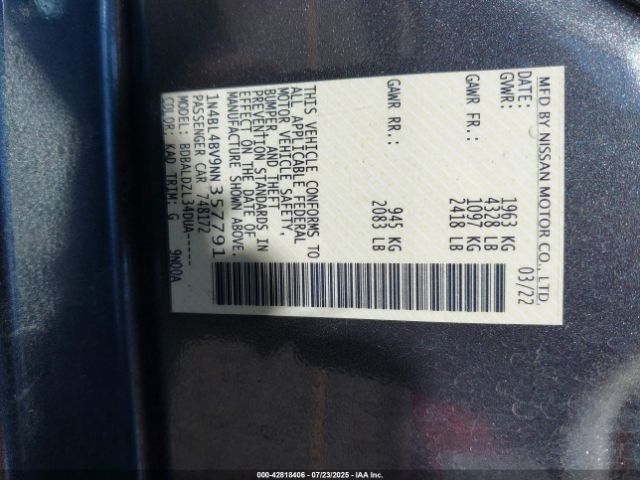 MFD BY NISSAN MOTOR CO., LTD.
DATE: 03/22
GVWR: 1963 KG
4328 LB
GAWR FR: 1097 KG
2418 LB
GAWR RR: 945 KG
2083 LB
THIS VEHICLE CONFORMS TO
ALL APPLICABLE FEDERAL
MOTOR VEHICLE SAFETY,
BUMPER, AND THEFT
PREVENTION STANDARDS IN
EFFECT ON THE DATE OF
MANUFACTURE SHOWN ABOVE.
1N4BL4BV9NN357791
PASSENGER CAR 748172
MODEL: BDBALDZL34DUA-----
COLOR: KAD TRIM: G 9N00A
000-42818406 - 07/23/2025 - IAA Inc.